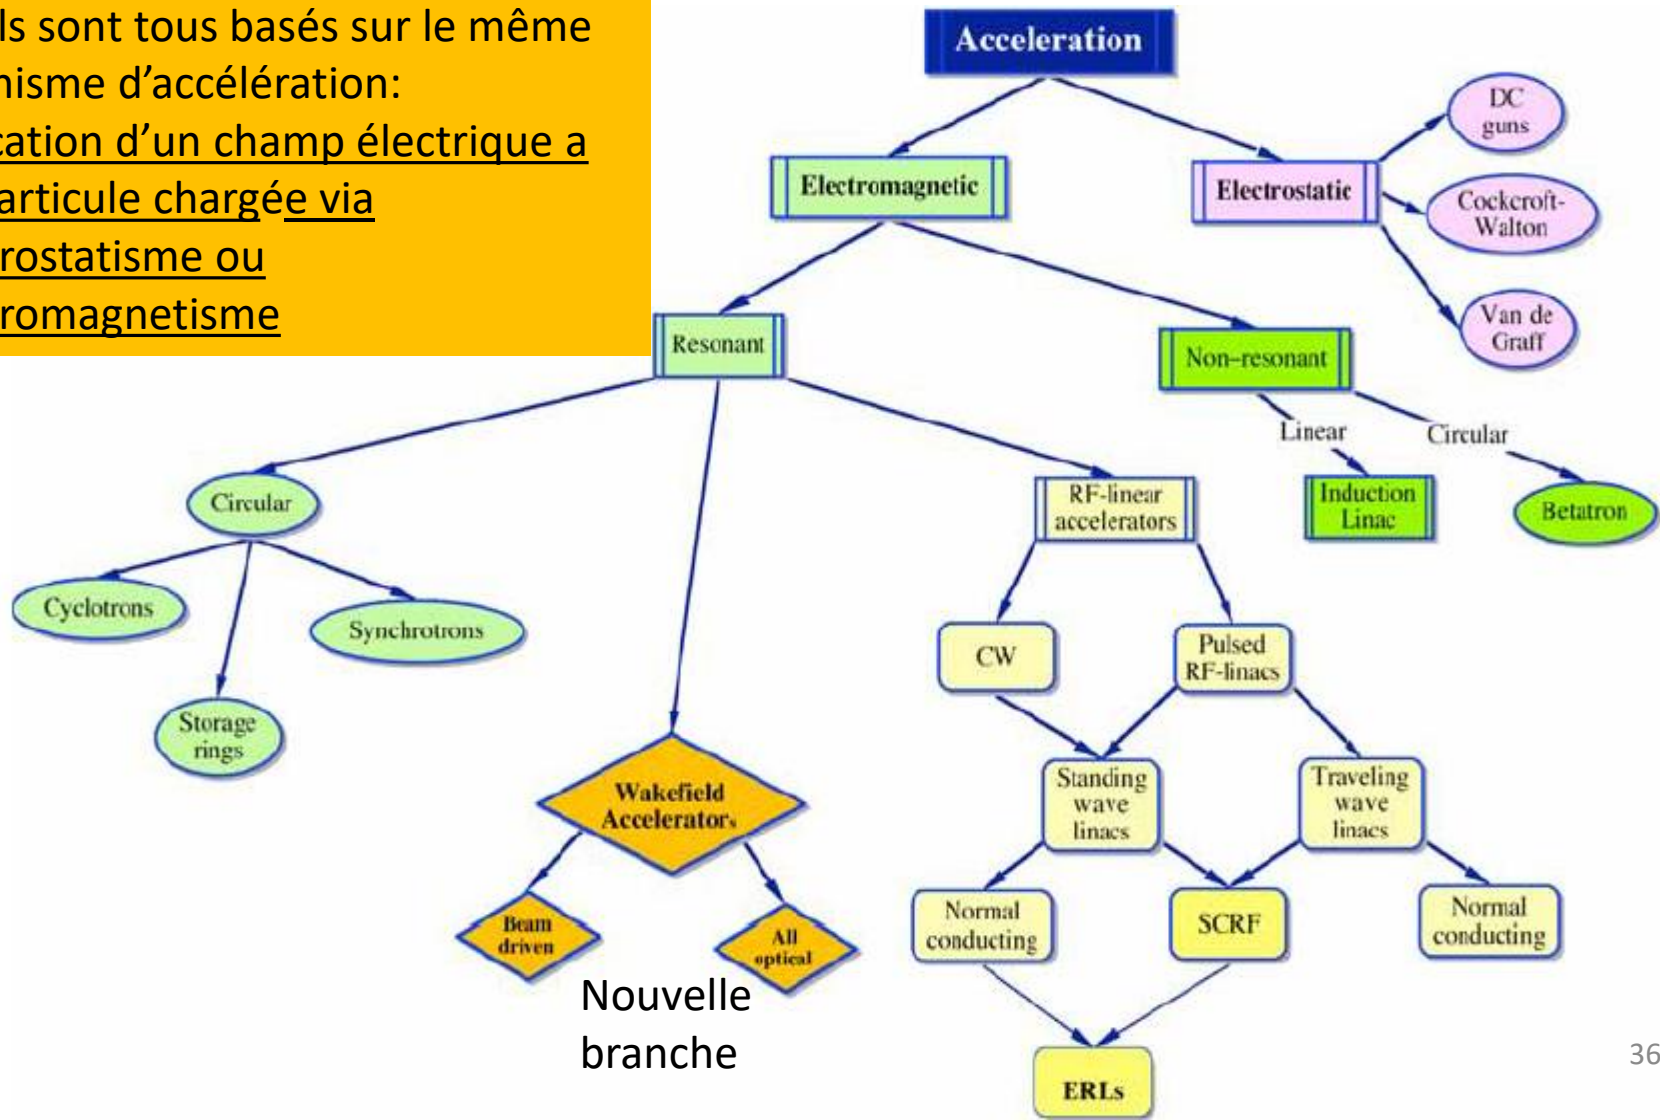 ls sont tous basés sur le même
nisme d’accélération:
cation d’un champ électrique a
articule chargée via
rostatisme ou
romagnetisme
Acceleration
Electromagnetic
Electrostatic
DC
guns
Cockcroft-
Walton
Van de
Graff
Resonant
Non-resonant
Linear
Circular
Induction
Linac
Betatron
Circular
RF-linear
accelerators
Cyclotrons
Synchrotrons
Storage
rings
CW
Pulsed
RF-linacs
Wakefield
Accelerators
Standing
wave
linacs
Traveling
wave
linacs
Beam
driven
All
optical
Normal
conducting
SCRF
Normal
conducting
Nouvelle
branche
ERLs
36